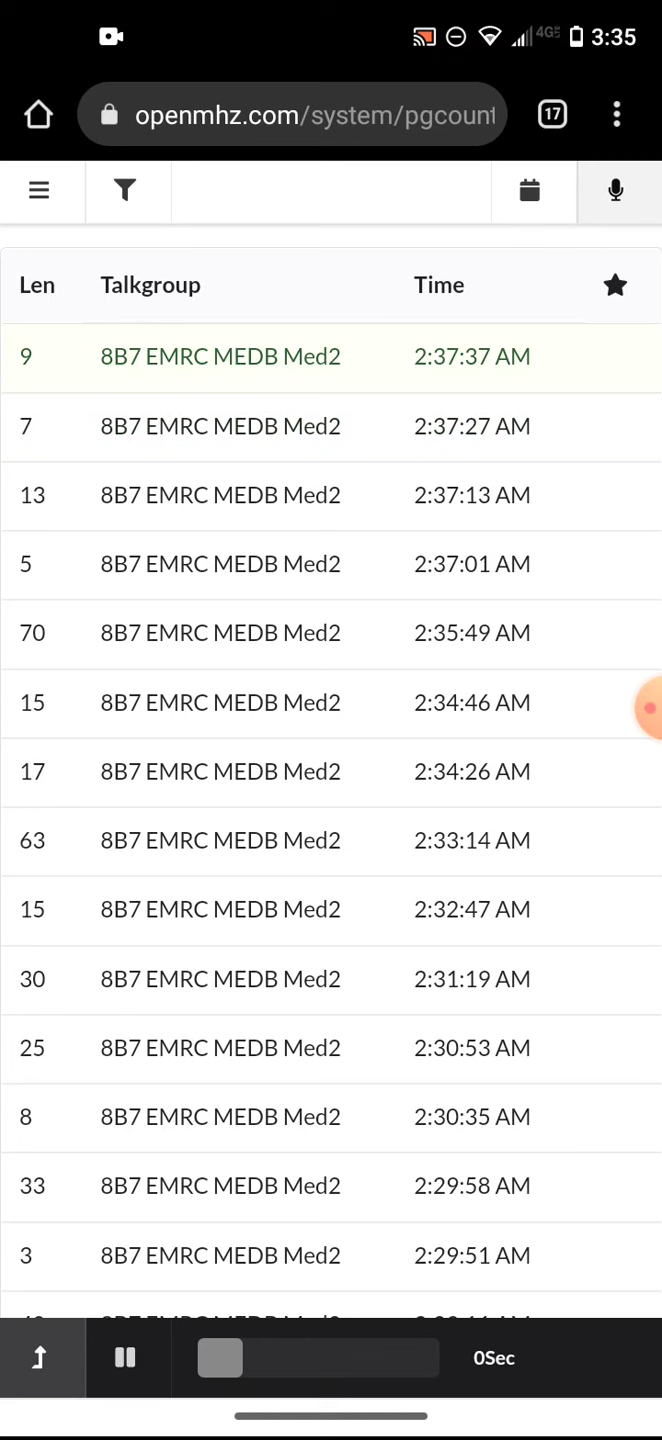 4G
3:35
openmhz.com/system/pgcount
17
Len Talkgroup Time
9 8B7 EMRC MEDB Med2 2:37:37 AM
7 8B7 EMRC MEDB Med2 2:37:27 AM
13 8B7 EMRC MEDB Med2 2:37:13 AM
5 8B7 EMRC MEDB Med2 2:37:01 AM
70 8B7 EMRC MEDB Med2 2:35:49 AM
15 8B7 EMRC MEDB Med2 2:34:46 AM
17 8B7 EMRC MEDB Med2 2:34:26 AM
63 8B7 EMRC MEDB Med2 2:33:14 AM
15 8B7 EMRC MEDB Med2 2:32:47 AM
30 8B7 EMRC MEDB Med2 2:31:19 AM
25 8B7 EMRC MEDB Med2 2:30:53 AM
8 8B7 EMRC MEDB Med2 2:30:35 AM
33 8B7 EMRC MEDB Med2 2:29:58 AM
3 8B7 EMRC MEDB Med2 2:29:51 AM
0Sec